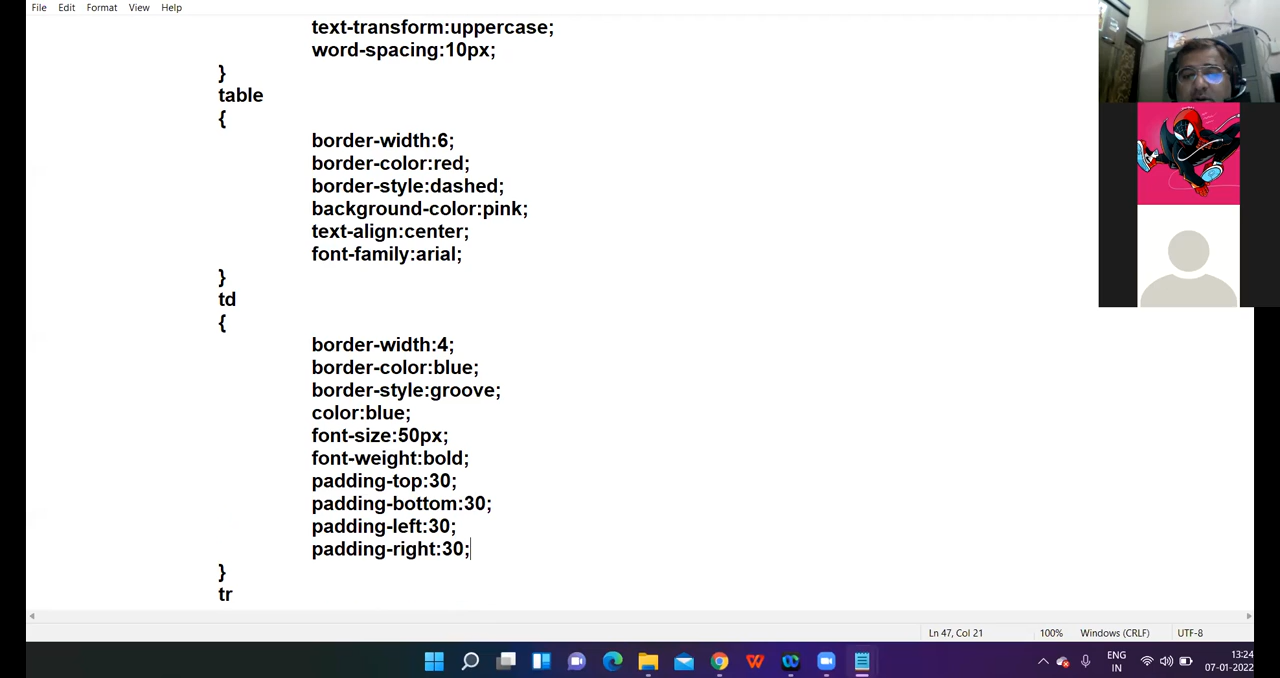 File Edit Format View Help
text-transform:uppercase;
word-spacing:10px;
}
table
{
border-width:6;
border-color:red;
border-style:dashed;
background-color:pink;
text-align:center;
font-family:arial;
}
td
{
border-width:4;
border-color:blue;
border-style:groove;
color:blue;
font-size:50px;
font-weight:bold;
padding-top:30;
padding-bottom:30;
padding-left:30;
padding-right:30;
}
tr
Ln 47, Col 21 100% Windows (CRLF) UTF-8
ENG
IN
13:24
07-01-2022